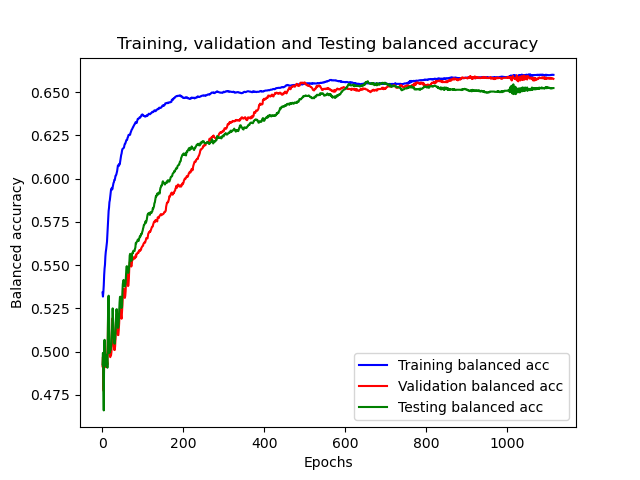 Training, validation and Testing balanced accuracy
Balanced accuracy
0.650
0.625
0.600
0.575
0.550
0.525
0.500
0.475
Training balanced acc
Validation balanced acc
Testing balanced acc
0 200 400 600 800 1000
Epochs